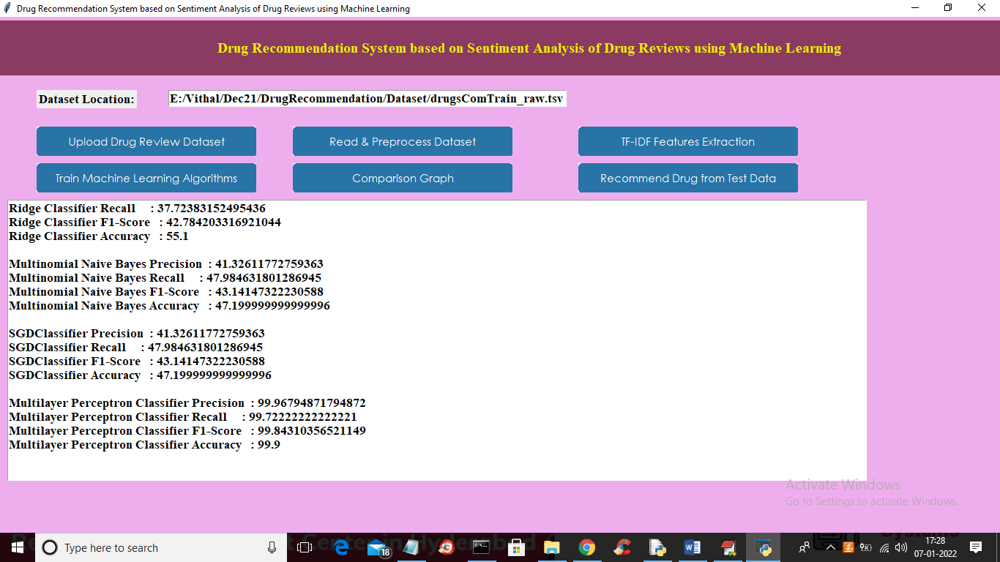 Drug Recommendation System based on Sentiment Analysis of Drug Reviews using Machine Learning
Drug Recommendation System based on Sentiment Analysis of Drug Reviews using Machine Learning
Dataset Location: E:/Vithal/Dec21/DrugRecommendation/Dataset/drugsComTrain_raw.tsv
Upload Drug Review Dataset Read & Preprocess Dataset TF-IDF Features Extraction
Train Machine Learning Algorithms Comparison Graph Recommend Drug from Test Data
Ridge Classifier Recall : 37.72383152495436
Ridge Classifier F1-Score : 42.784203316921044
Ridge Classifier Accuracy : 55.1
Multinomial Naive Bayes Precision : 41.32611772759363
Multinomial Naive Bayes Recall : 47.984631801286945
Multinomial Naive Bayes F1-Score : 43.14147322230588
Multinomial Naive Bayes Accuracy : 47.199999999999996
SGDClassifier Precision : 41.32611772759363
SGDClassifier Recall : 47.984631801286945
SGDClassifier F1-Score : 43.14147322230588
SGDClassifier Accuracy : 47.199999999999996
Multilayer Perceptron Classifier Precision : 99.96794871794872
Multilayer Perceptron Classifier Recall : 99.72222222222221
Multilayer Perceptron Classifier F1-Score : 99.84310356521149
Multilayer Perceptron Classifier Accuracy : 99.9
Activate Windows
Go to Settings to activate Windows.
Type here to search
18
17:28
07-01-2022